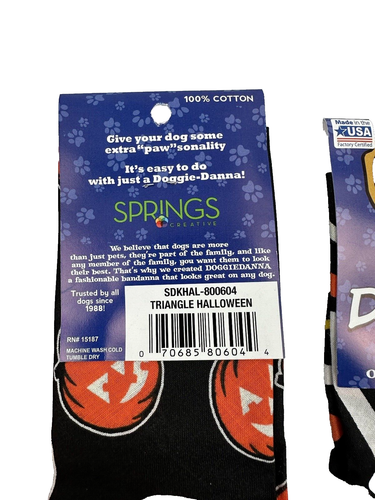 100% COTTON
Give your dog some
extra "paw"sonality
It's easy to do
with just a Doggie-Danna!
SPRINGS
CREATIVE
We believe that dogs are more
than just pets, they're part of the family, and like
any member of the family, you want them to look
their best. That's why we created DOGGIEDANNA
a fashionable bandanna that looks great on any dog.
Trusted by all
dogs since
1988!
SDKHAL-800604
TRIANGLE HALLOWEEN
RN# 15187
MACHINE WASH COLD
TUMBLE DRY
0 70685 80604 4
Made in the
USA
Factory Certified
D
O